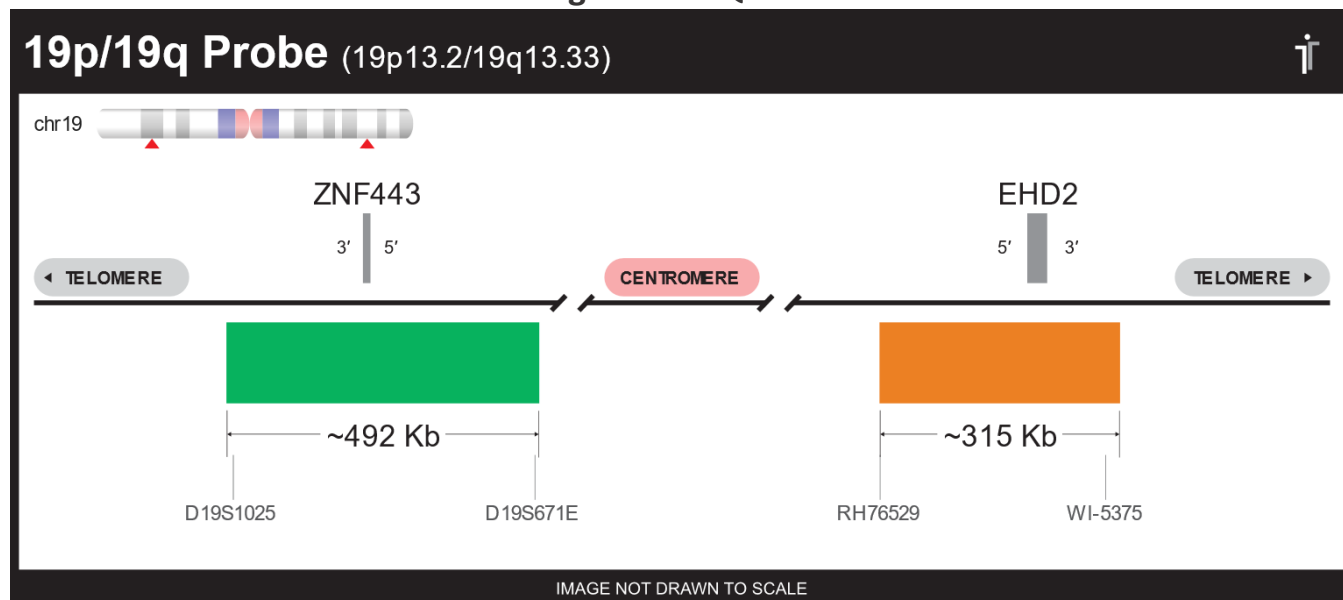 19p/19q Probe (19p13.2/19q13.33)
chr19
ZNF443
EHD2
3' 5'
5' 3'
◂ TELOMERE
CENTROMERE
TELOMERE ▸
~492 Kb
~315 Kb
D19S1025
D19S671E
RH76529
WI-5375
IMAGE NOT DRAWN TO SCALE